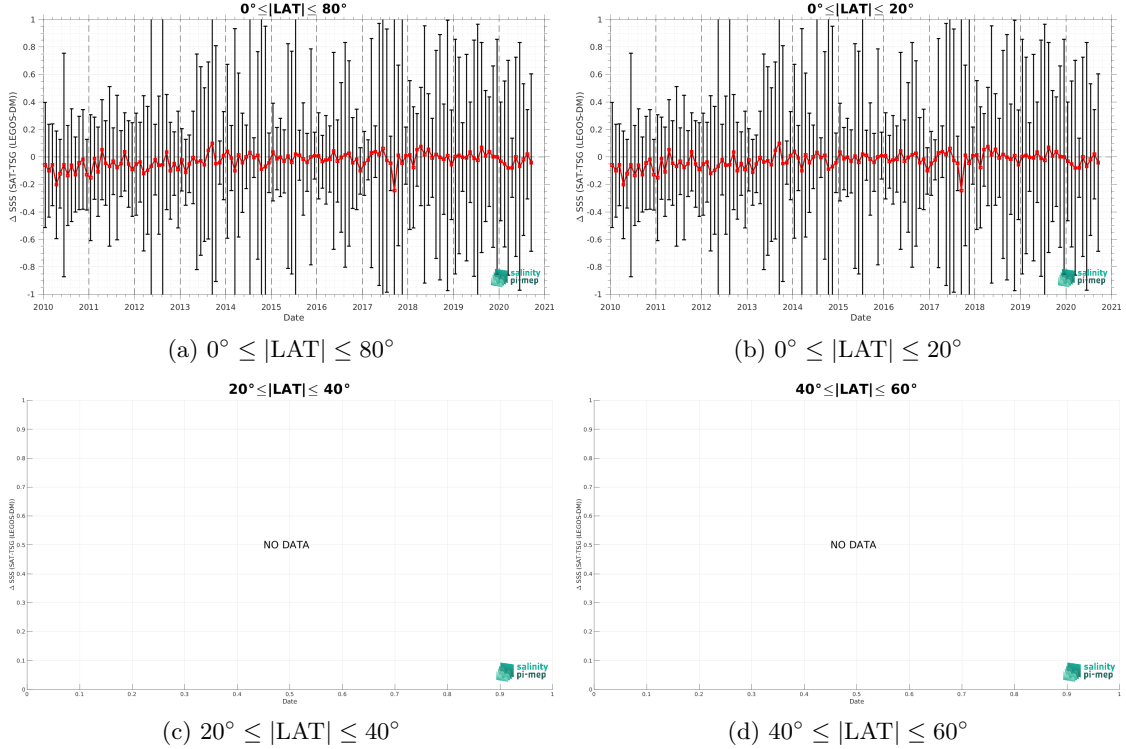 0°≤|LAT|≤ 80°
Δ SSS (SAT-TSG (LEGOS-DM))
1
0.8
0.6
0.4
0.2
0
-0.2
-0.4
-0.6
-0.8
-1
2010 2011 2012 2013 2014 2015 2016 2017 2018 2019 2020 2021
Date
salinity
pi-mep
(a) 0° ≤ |LAT| ≤ 80°
0°≤|LAT|≤ 20°
Δ SSS (SAT-TSG (LEGOS-DM))
1
0.8
0.6
0.4
0.2
0
-0.2
-0.4
-0.6
-0.8
-1
2010 2011 2012 2013 2014 2015 2016 2017 2018 2019 2020 2021
Date
salinity
pi-mep
(b) 0° ≤ |LAT| ≤ 20°
20°≤|LAT|≤ 40°
Δ SSS (SAT-TSG (LEGOS-DM))
1
0.9
0.8
0.7
0.6
0.5
0.4
0.3
0.2
0.1
0
NO DATA
0 0.1 0.2 0.3 0.4 0.5 0.6 0.7 0.8 0.9 1
Date
salinity
pi-mep
(c) 20° ≤ |LAT| ≤ 40°
40°≤|LAT|≤ 60°
Δ SSS (SAT-TSG (LEGOS-DM))
1
0.9
0.8
0.7
0.6
0.5
0.4
0.3
0.2
0.1
0
NO DATA
0 0.1 0.2 0.3 0.4 0.5 0.6 0.7 0.8 0.9 1
Date
salinity
pi-mep
(d) 40° ≤ |LAT| ≤ 60°